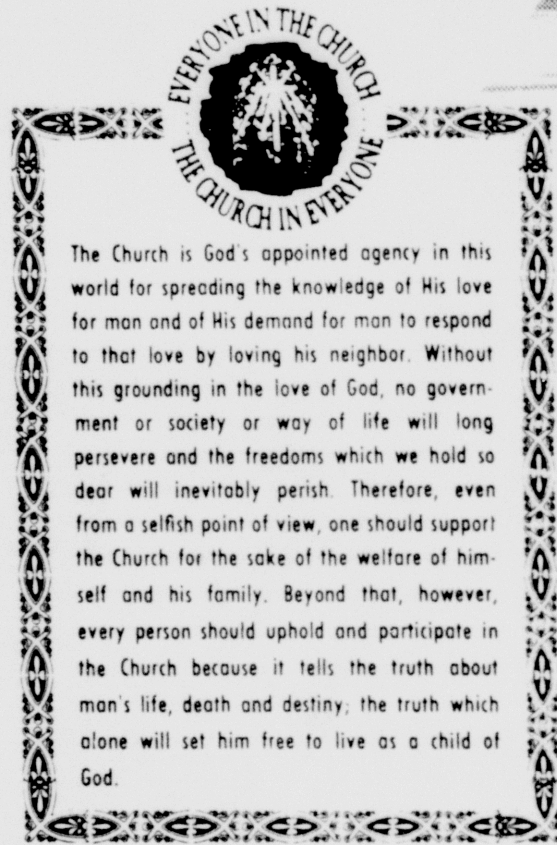 EVERYONE IN THE CHURCH
THE CHURCH IN EVERYONE
The Church is God's appointed agency in this
world for spreading the knowledge of His love
for man and of His demand for man to respond
to that love by loving his neighbor. Without
this grounding in the love of God, no govern-
ment or society or way of life will long
persevere and the freedoms which we hold so
dear will inevitably perish. Therefore, even
from a selfish point of view, one should support
the Church for the sake of the welfare of him-
self and his family. Beyond that, however,
every person should uphold and participate in
the Church because it tells the truth about
man's life, death and destiny; the truth which
alone will set him free to live as a child of
God.